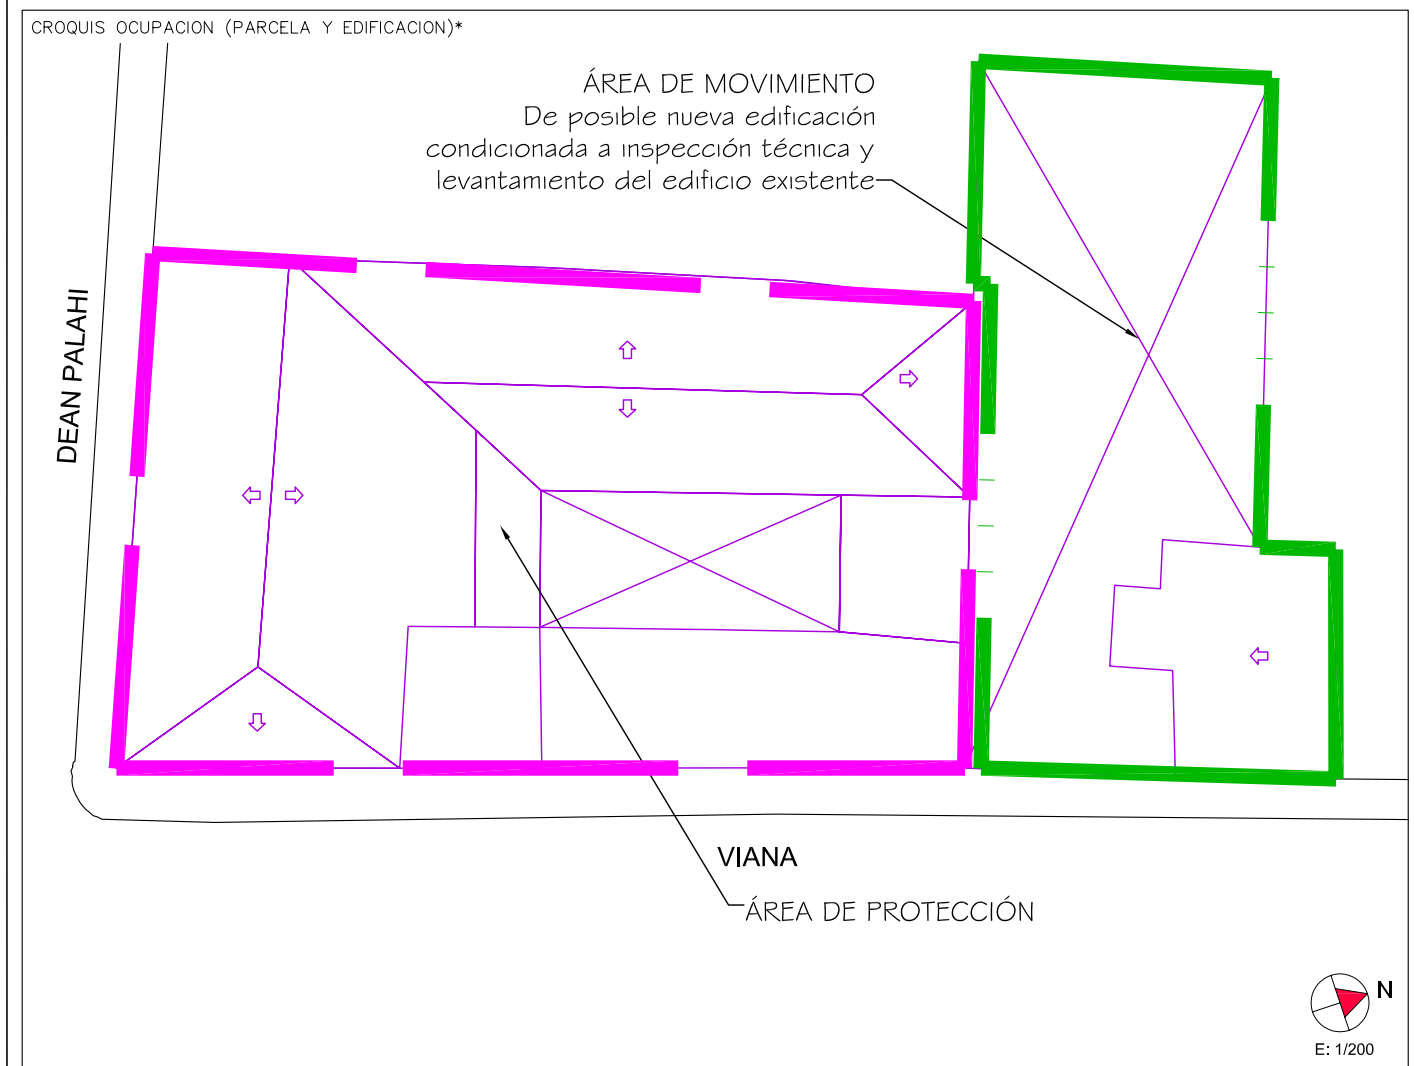 CROQUIS OCUPACION (PARCELA Y EDIFICACION)*
ÁREA DE MOVIMIENTO
De posible nueva edificación
condicionada a inspección técnica y
levantamiento del edificio existente
DEAN PALAHI
VIANA
ÁREA DE PROTECCIÓN
N
E: 1/200